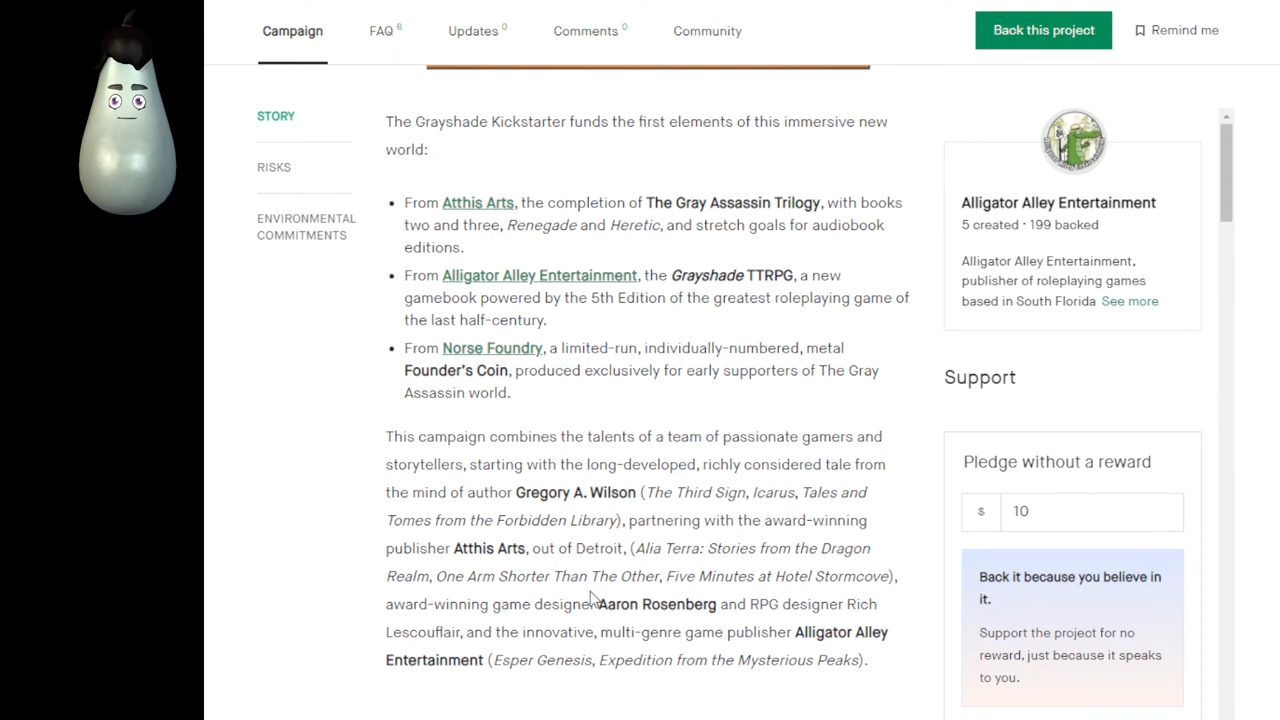 Campaign FAQ 6 Updates 0 Comments 0 Community Back this project Remind me
STORY
RISKS
ENVIRONMENTAL
COMMITMENTS
The Grayshade Kickstarter funds the first elements of this immersive new
world:
• From Atthis Arts, the completion of The Gray Assassin Trilogy, with books
two and three, Renegade and Heretic, and stretch goals for audiobook
editions.
• From Alligator Alley Entertainment, the Grayshade TTRPG, a new
gamebook powered by the 5th Edition of the greatest roleplaying game of
the last half-century.
• From Norse Foundry, a limited-run, individually-numbered, metal
Founder's Coin, produced exclusively for early supporters of The Gray
Assassin world.
This campaign combines the talents of a team of passionate gamers and
storytellers, starting with the long-developed, richly considered tale from
the mind of author Gregory A. Wilson (The Third Sign, Icarus, Tales and
Tomes from the Forbidden Library), partnering with the award-winning
publisher Atthis Arts, out of Detroit, (Alia Terra: Stories from the Dragon
Realm, One Arm Shorter Than The Other, Five Minutes at Hotel Stormcove),
award-winning game designer Aaron Rosenberg and RPG designer Rich
Lescouflair, and the innovative, multi-genre game publisher Alligator Alley
Entertainment (Esper Genesis, Expedition from the Mysterious Peaks).
Alligator Alley Entertainment
5 created · 199 backed
Alligator Alley Entertainment,
publisher of roleplaying games
based in South Florida See more
Support
Pledge without a reward
$ 10
Back it because you believe in
it.
Support the project for no
reward, just because it speaks
to you.